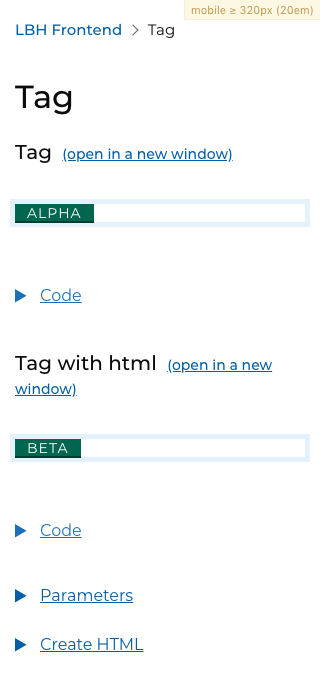 mobile ≥ 320px (20em)
LBH Frontend > Tag
Tag
Tag (open in a new window)
ALPHA
Code
Tag with html (open in a new
window)
BETA
Code
Parameters
Create HTML